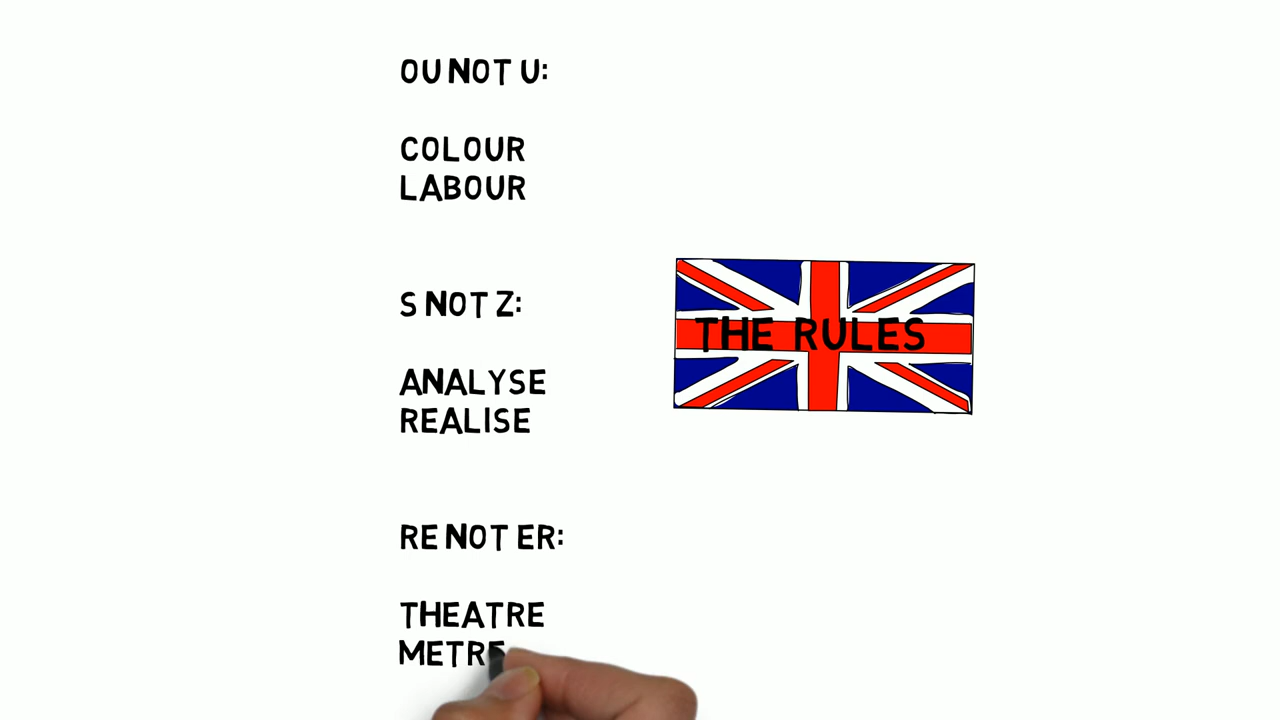 OU NOT U:
COLOUR
LABOUR
S NOT Z:
ANALYSE
REALISE
RE NOT ER:
THEATRE
METRE
THE RULES